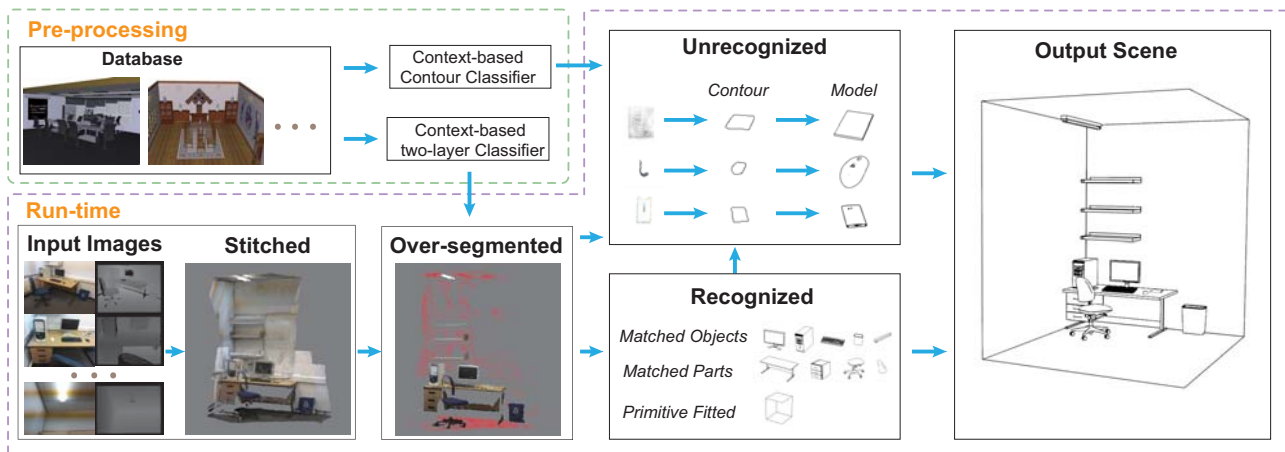 Pre-processing
Database
Context-based
Contour Classifier
Context-based
two-layer Classifier
Unrecognized
Contour
Model
Output Scene
Run-time
Input Images
Stitched
Over-segmented
Recognized
Matched Objects
Matched Parts
Primitive Fitted